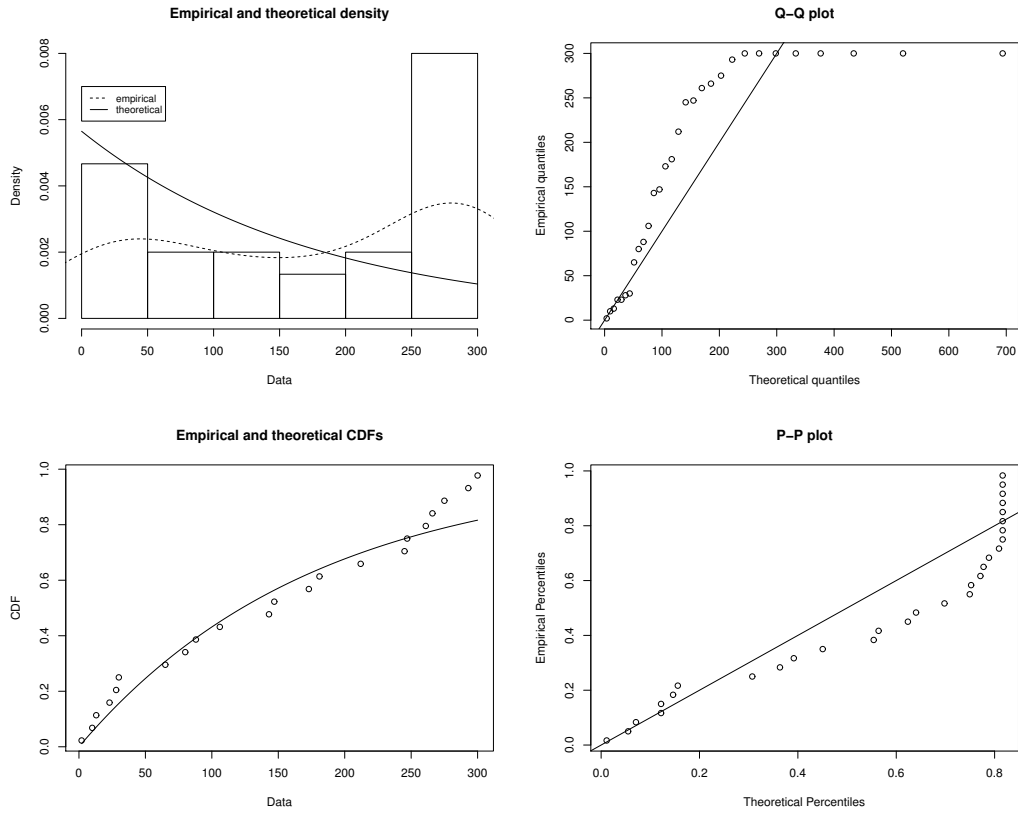 Empirical and theoretical density
Density
0.000 0.002 0.004 0.006 0.008
empirical
theoretical
0 50 100 150 200 250 300
Data
Q−Q plot
Empirical quantiles
0 50 100 150 200 250 300
0 100 200 300 400 500 600 700
Theoretical quantiles
Empirical and theoretical CDFs
CDF
0.0 0.2 0.4 0.6 0.8 1.0
0 50 100 150 200 250 300
Data
P−P plot
Empirical Percentiles
0.0 0.2 0.4 0.6 0.8 1.0
0.0 0.2 0.4 0.6 0.8
Theoretical Percentiles